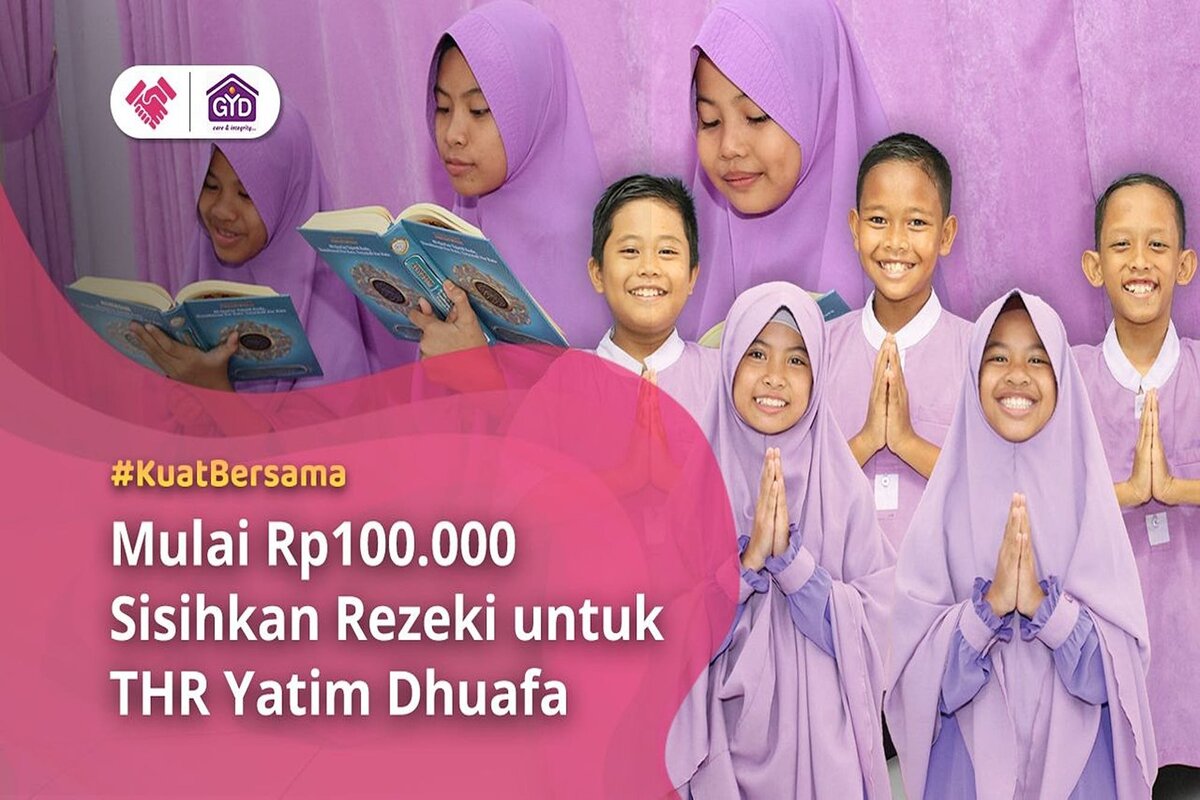 GYD
care & integrity...
#KuatBersama
Mulai Rp100.000
Sisihkan Rezeki untuk
THR Yatim Dhuafa